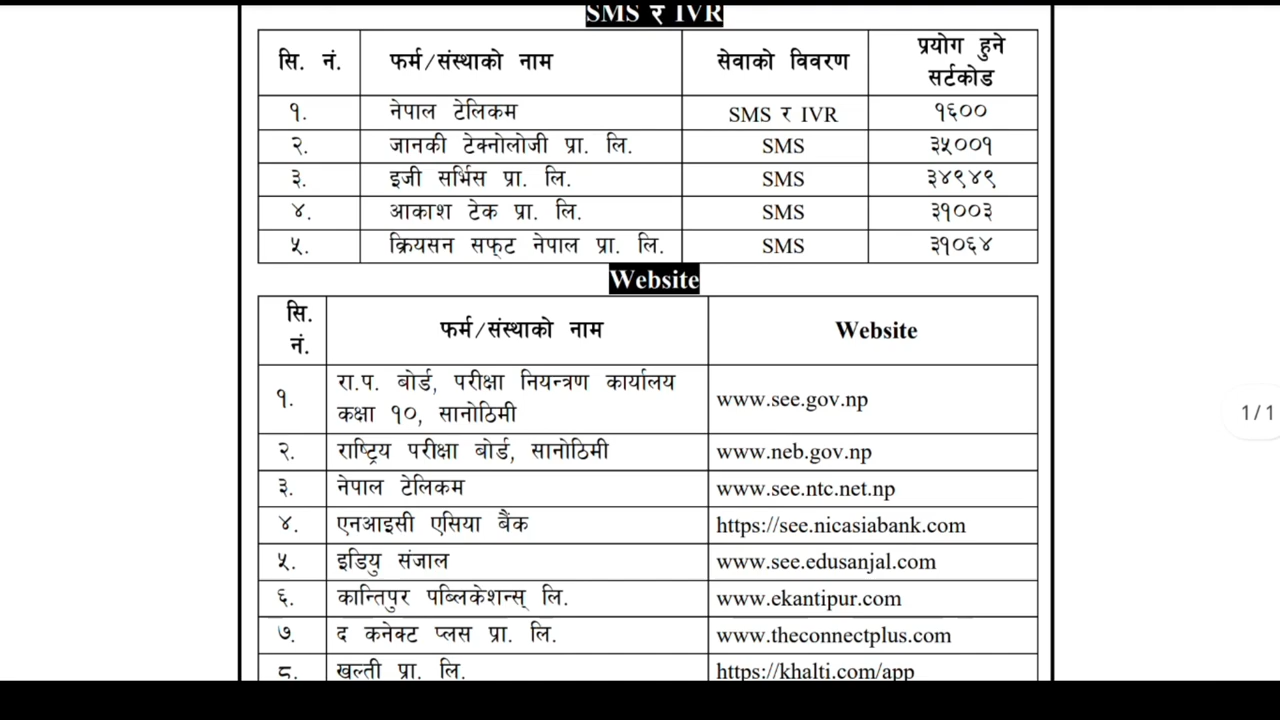 SMS र IVR
सि. नं. फर्म/संस्थाको नाम सेवाको विवरण प्रयोग हुने सर्टकोड
१. नेपाल टेलिकम SMS र IVR १६००
२. जानकी टेक्नोलोजी प्रा. लि. SMS ३५००१
३. इजी सर्भिस प्रा. लि. SMS ३४९४९
४. आकाश टेक प्रा. लि. SMS ३१००३
५. क्रियसन सफ्ट नेपाल प्रा. लि. SMS ३१०६४
Website
सि. नं. फर्म/संस्थाको नाम Website
१. रा.प. बोर्ड, परीक्षा नियन्त्रण कार्यालय
कक्षा १०, सानोठिमी www.see.gov.np
२. राष्ट्रिय परीक्षा बोर्ड, सानोठिमी www.neb.gov.np
३. नेपाल टेलिकम www.see.ntc.net.np
४. एनआइसी एसिया बैंक https://see.nicasiabank.com
५. इडियु संजाल www.see.edusanjal.com
६. कान्तिपुर पब्लिकेशन्स् लि. www.ekantipur.com
७. द कनेक्ट प्लस प्रा. लि. www.theconnectplus.com
८. खल्ती प्रा. लि. https://khalti.com/app
1/1